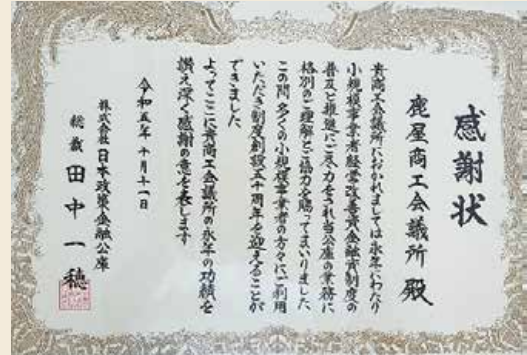 感謝状
鹿屋商工会議所 殿
貴商工会議所におかれましては永年にわたり
小規模事業者経営改善資金融資制度の
普及と推進にご尽力をされ当公庫の業務に
格別のご理解とご協力を賜ってまいりました
この間多くの小規模事業者の方々にご利用
いただき制度創設五十周年を迎えることが
できました
よってここに貴商工会議所の永年の功績を
讃え深く感謝の意を表します
令和五年十月十一日
株式会社日本政策金融公庫
総裁 田中一穂